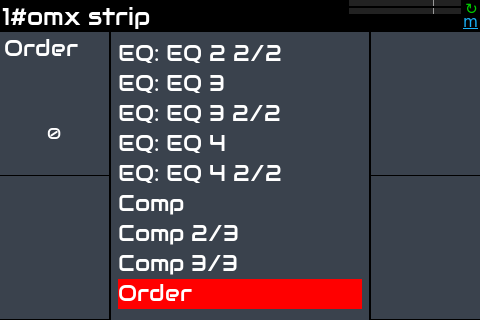 1#omx strip
m
Order
0
EQ: EQ 2 2/2
EQ: EQ 3
EQ: EQ 3 2/2
EQ: EQ 4
EQ: EQ 4 2/2
Comp
Comp 2/3
Comp 3/3
Order